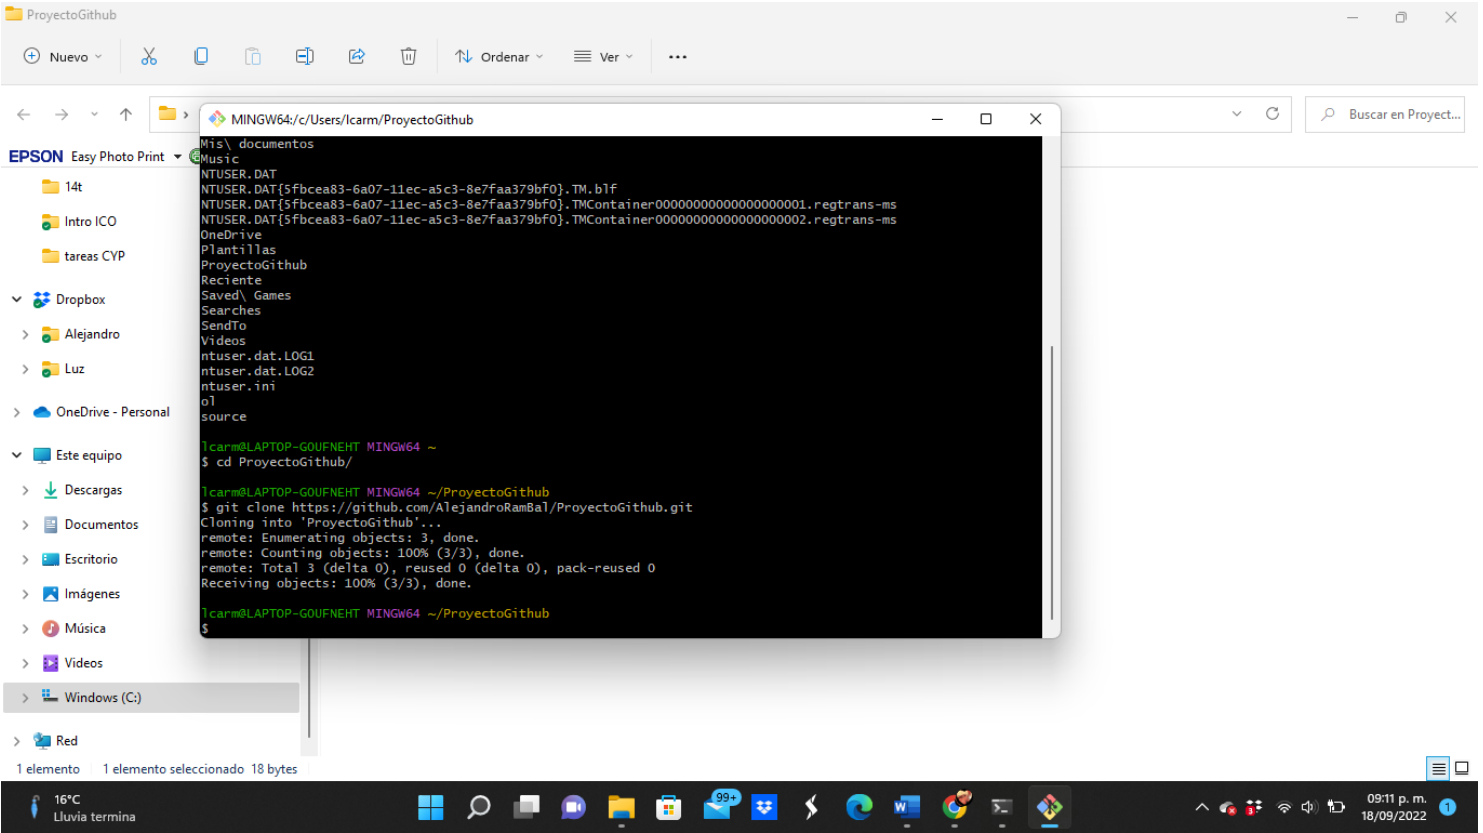 ProyectoGithub
Nuevo
Ordenar
Ver
Buscar en Proyect...
EPSON Easy Photo Print
14t
Intro ICO
tareas CYP
Dropbox
Alejandro
Luz
OneDrive - Personal
Este equipo
Descargas
Documentos
Escritorio
Imágenes
Música
Videos
Windows (C:)
Red
1 elemento
1 elemento seleccionado 18 bytes
MINGW64:/c/Users/lcarm/ProyectoGithub
Mis\ documentos
Music
NTUSER.DAT
NTUSER.DAT{5fbcea83-6a07-11ec-a5c3-8e7faa379bf0}.TM.blf
NTUSER.DAT{5fbcea83-6a07-11ec-a5c3-8e7faa379bf0}.TMContainer00000000000000000001.regtrans-ms
NTUSER.DAT{5fbcea83-6a07-11ec-a5c3-8e7faa379bf0}.TMContainer00000000000000000002.regtrans-ms
OneDrive
Plantillas
ProyectoGithub
Reciente
Saved\ Games
Searches
SendTo
Videos
ntuser.dat.LOG1
ntuser.dat.LOG2
ntuser.ini
ol
source
lcarm@LAPTOP-GOUFNEHT MINGW64 ~
$ cd ProyectoGithub/
lcarm@LAPTOP-GOUFNEHT MINGW64 ~/ProyectoGithub
$ git clone https://github.com/AlejandroRamBal/ProyectoGithub.git
Cloning into 'ProyectoGithub'...
remote: Enumerating objects: 3, done.
remote: Counting objects: 100% (3/3), done.
remote: Total 3 (delta 0), reused 0 (delta 0), pack-reused 0
Receiving objects: 100% (3/3), done.
lcarm@LAPTOP-GOUFNEHT MINGW64 ~/ProyectoGithub
$
16°C
Lluvia termina
99+
09:11 p. m.
18/09/2022
1